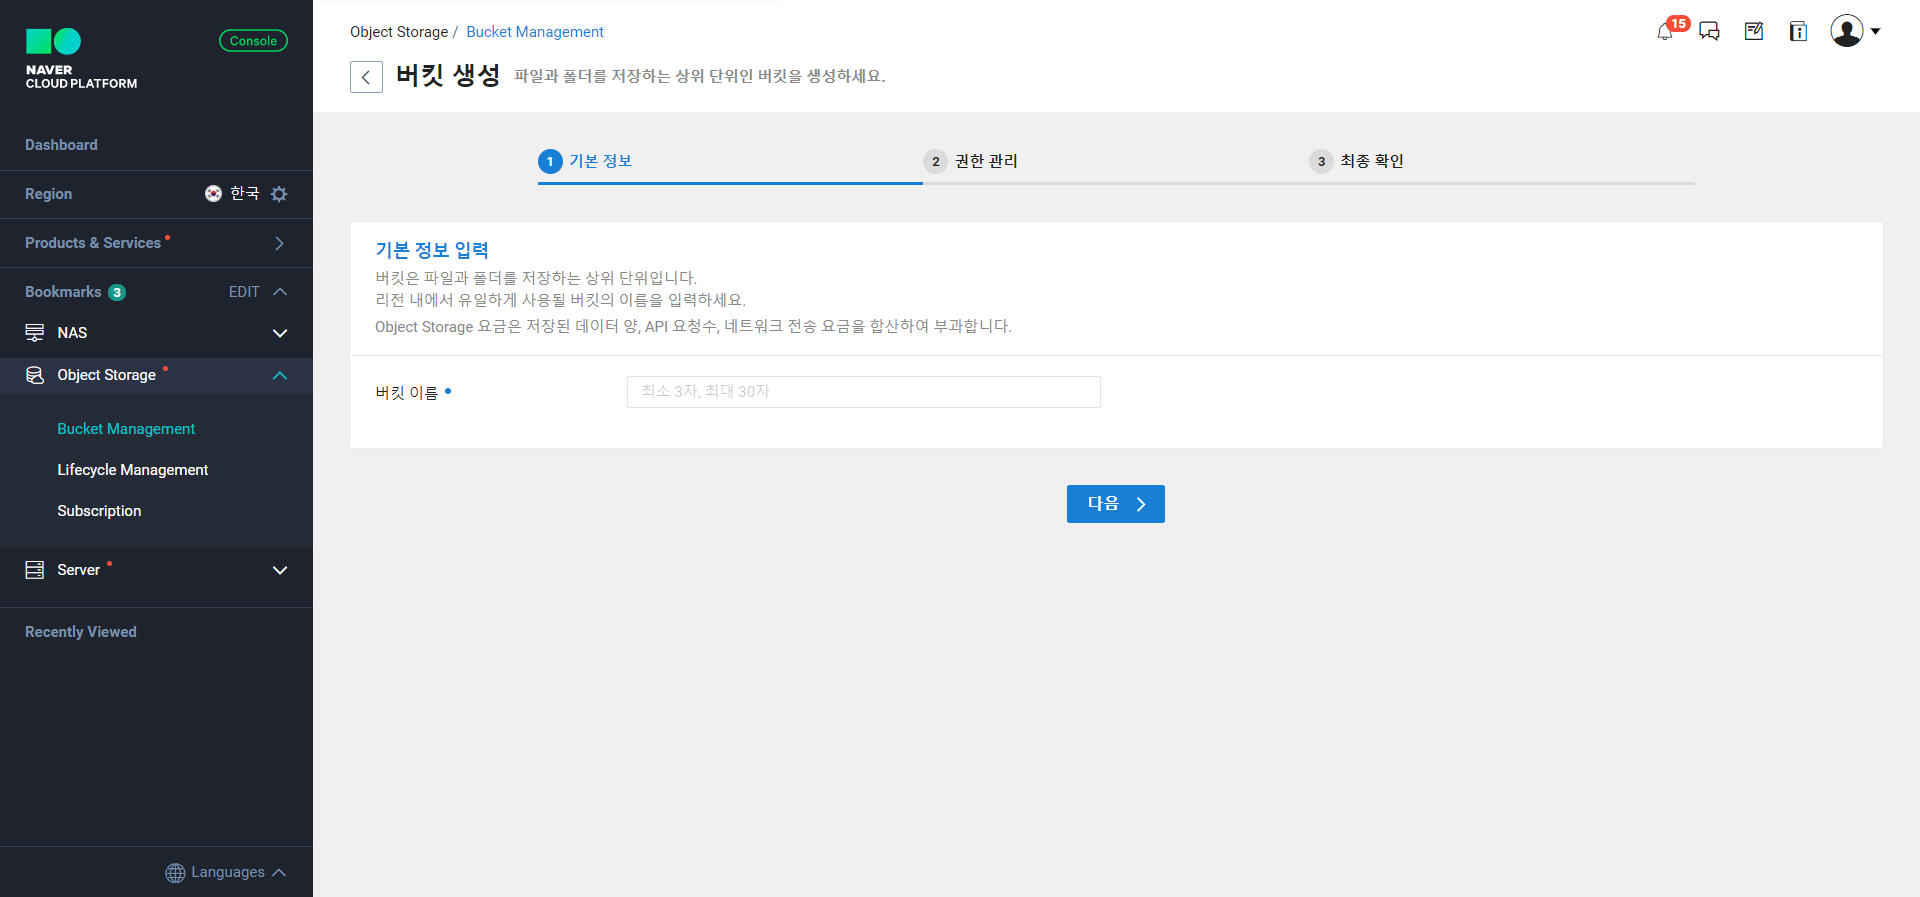 NAVER
CLOUD PLATFORM
Console
Dashboard
Region 한국
Products & Services
Bookmarks 3 EDIT
NAS
Object Storage
Bucket Management
Lifecycle Management
Subscription
Server
Recently Viewed
Languages
Object Storage / Bucket Management
15
버킷 생성 파일과 폴더를 저장하는 상위 단위인 버킷을 생성하세요.
1 기본 정보
2 권한 관리
3 최종 확인
기본 정보 입력
버킷은 파일과 폴더를 저장하는 상위 단위입니다.
리전 내에서 유일하게 사용될 버킷의 이름을 입력하세요.
Object Storage 요금은 저장된 데이터 양, API 요청수, 네트워크 전송 요금을 합산하여 부과합니다.
버킷 이름
최소 3자, 최대 30자
다음